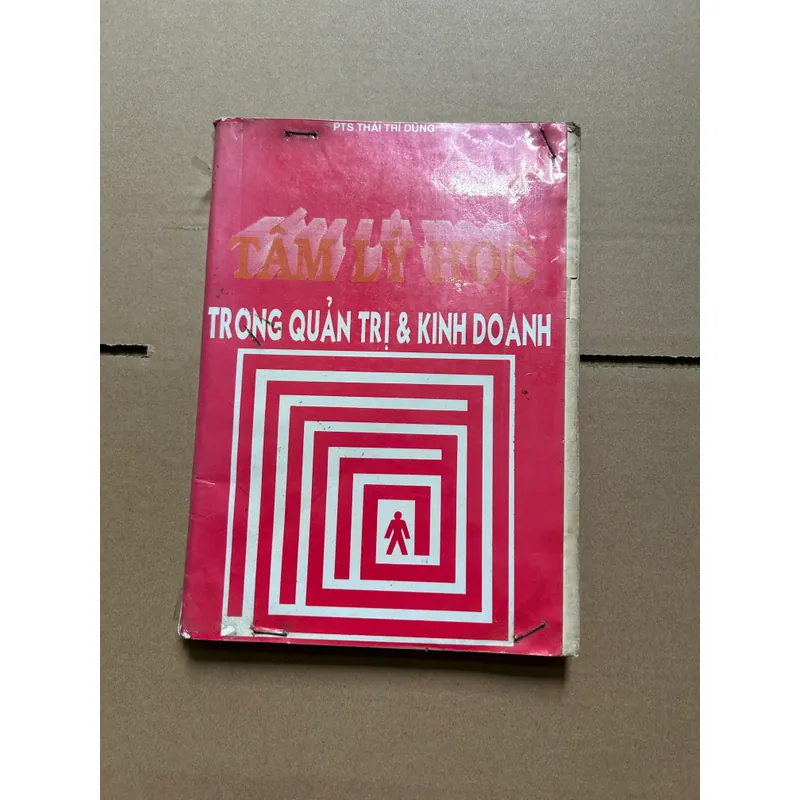 PTS THÁI TRÍ DŨNG
TÂM LÝ HỌC
TRONG QUẢN TRỊ & KINH DOANH